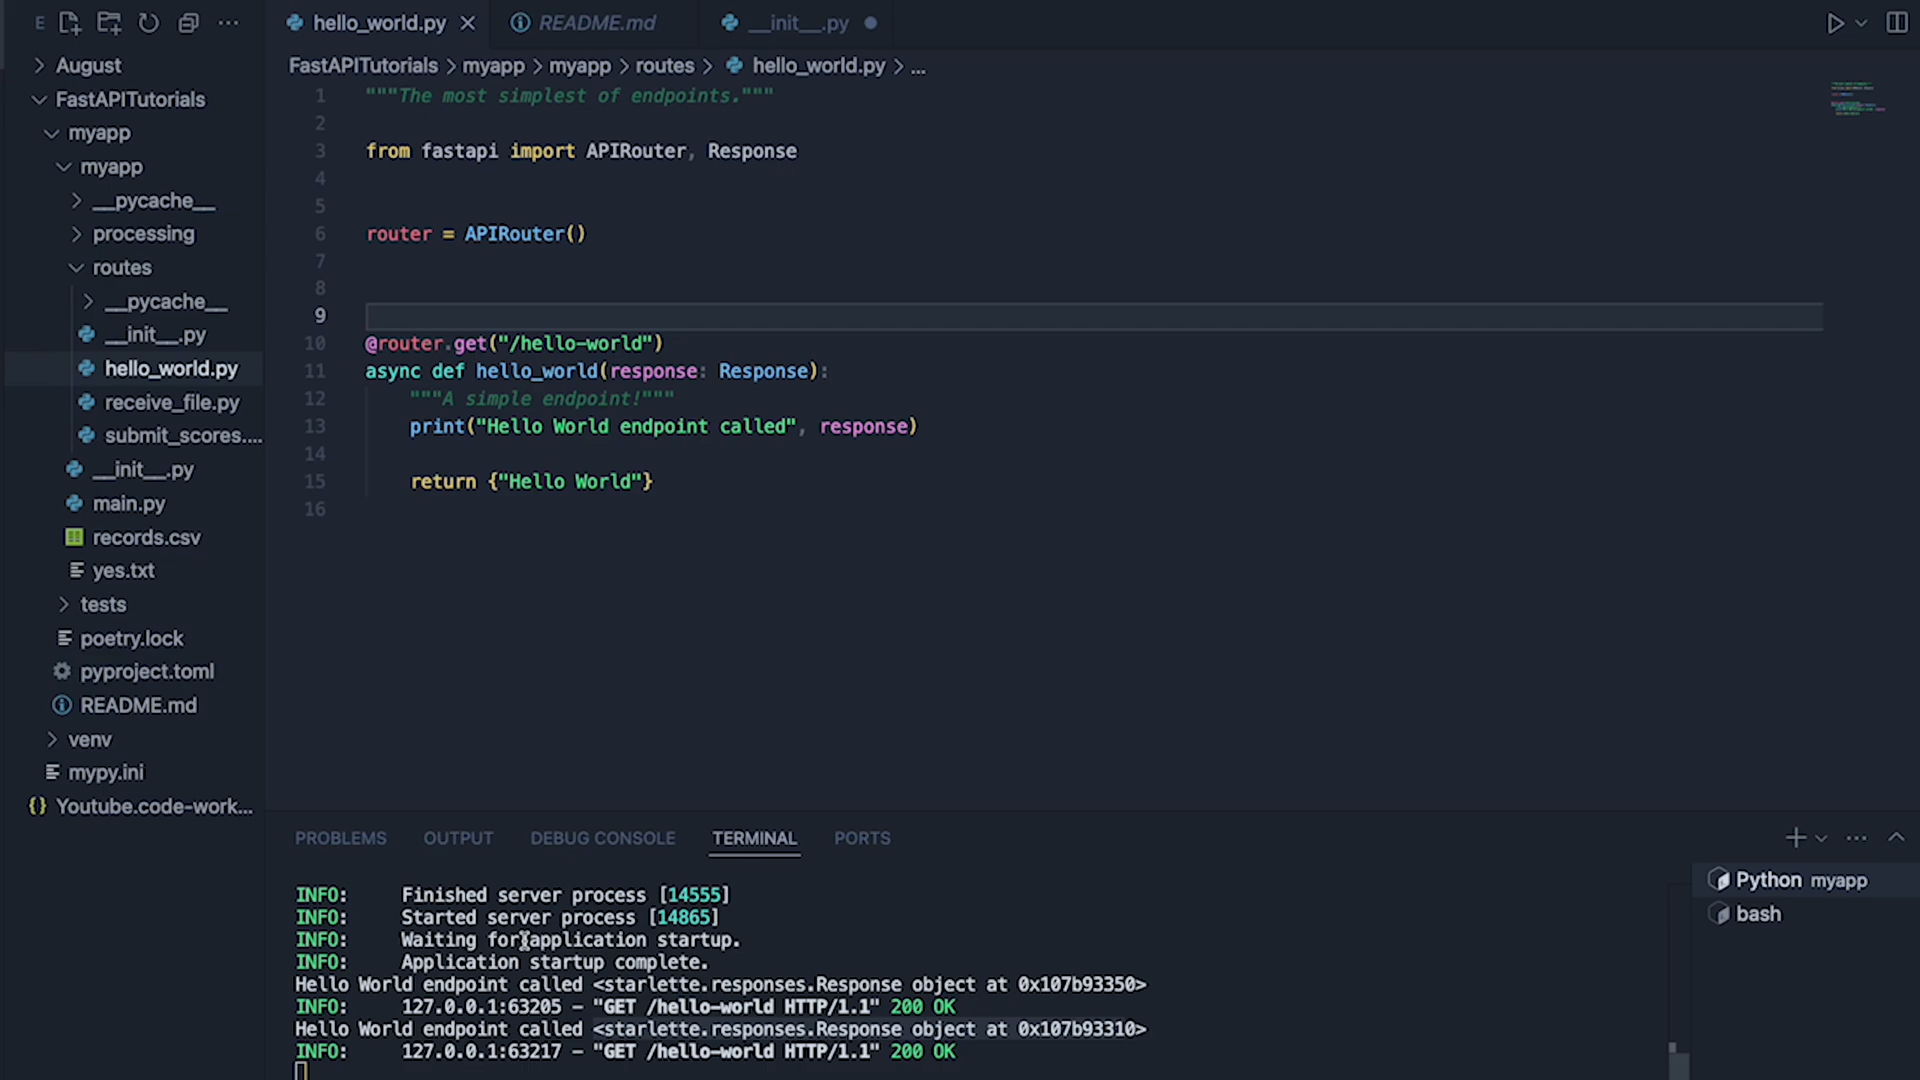 E
hello_world.py
README.md
__init__.py
August
FastAPITutorials
myapp
myapp
__pycache__
processing
routes
__pycache__
__init__.py
hello_world.py
receive_file.py
submit_scores....
__init__.py
main.py
records.csv
yes.txt
tests
poetry.lock
pyproject.toml
README.md
venv
mypy.ini
{} Youtube.code-work...
FastAPITutorials > myapp > myapp > routes > hello_world.py > ...
1 """The most simplest of endpoints."""
2
3 from fastapi import APIRouter, Response
4
5
6 router = APIRouter()
7
8
9
10 @router.get("/hello-world")
11 async def hello_world(response: Response):
12 """A simple endpoint!"""
13 print("Hello World endpoint called", response)
14
15 return {"Hello World"}
16
PROBLEMS OUTPUT DEBUG CONSOLE TERMINAL PORTS
INFO: Finished server process [14555]
INFO: Started server process [14865]
INFO: Waiting for application startup.
INFO: Application startup complete.
Hello World endpoint called <starlette.responses.Response object at 0x107b93350>
INFO: 127.0.0.1:63205 – "GET /hello-world HTTP/1.1" 200 OK
Hello World endpoint called <starlette.responses.Response object at 0x107b93310>
INFO: 127.0.0.1:63217 – "GET /hello-world HTTP/1.1" 200 OK
Python myapp
bash